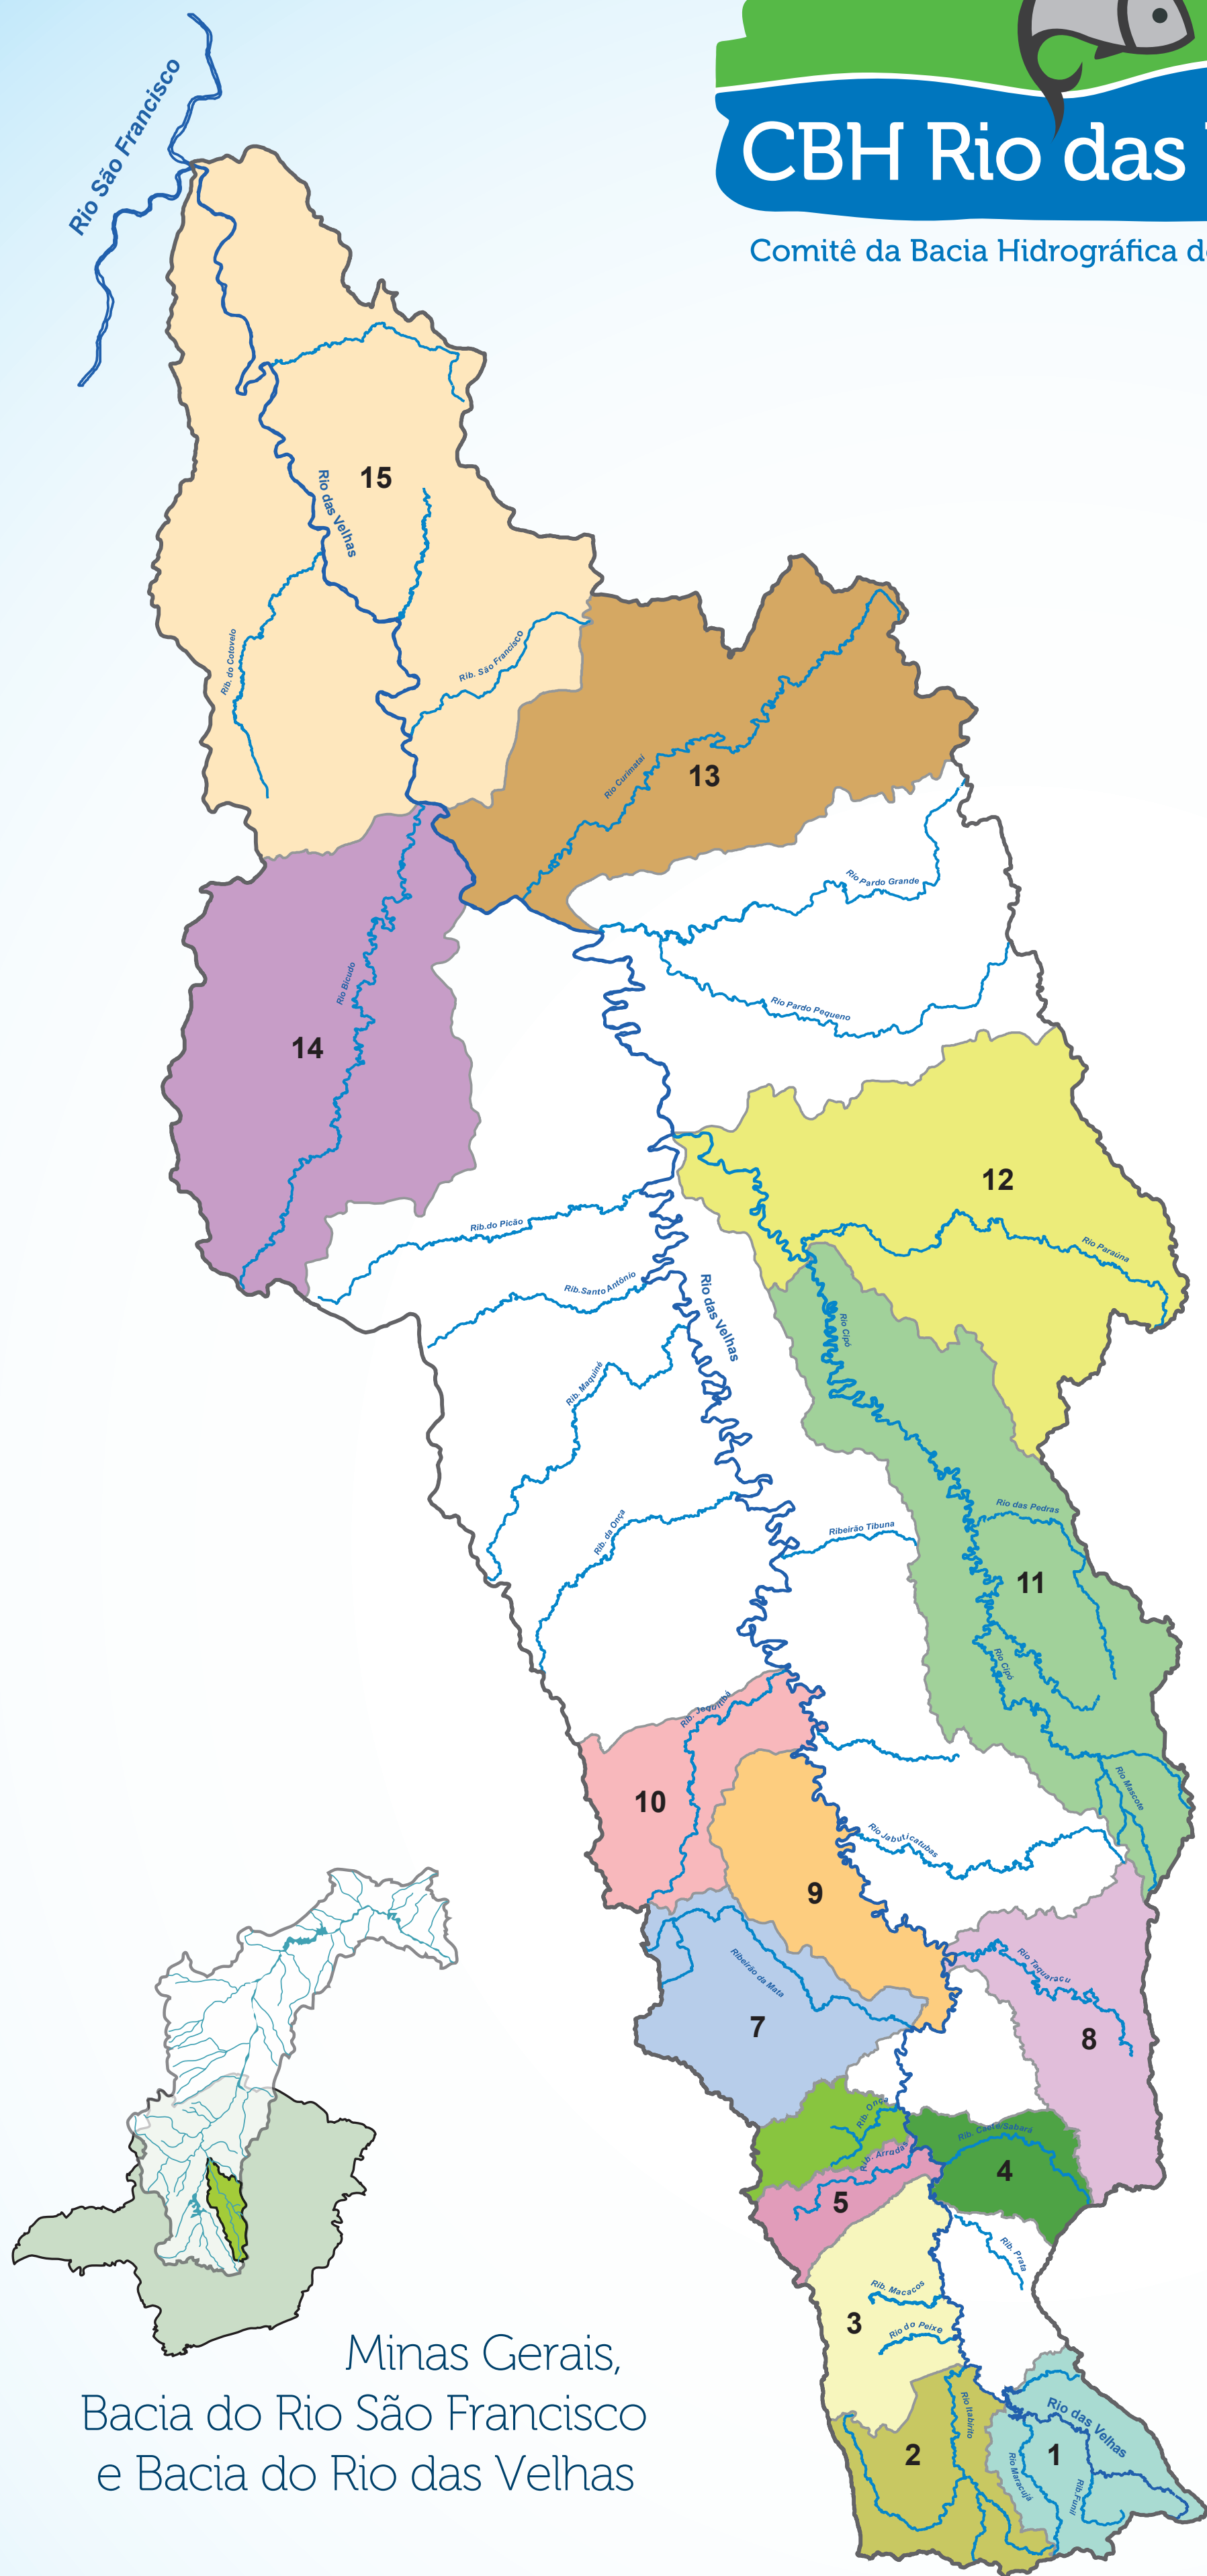 Rio São Francisco
CBH Rio das
Comitê da Bacia Hidrográfica d
15
Rio das Velhas
Rib. do Cotovelo
Rib. São Francisco
Rio Curimataí
13
Rio Pardo Grande
Rio Bicudo
Rio Pardo Pequeno
14
12
Rib.do Picão
Rio Paraúna
Rib.Santo Antônio
Rio das Velhas
Rio Cipó
Rib. Maquiné
Rio das Pedras
Rib. da Onça
Ribeirão Tibuna
11
Rio Cipó
Rib. Jequitibá
Rio Mascote
10
Rio Jabuticatubas
9
Ribeirão da Mata
Rio Taquaraçu
7
8
Rib. Onça
Rib. Caeté/Sabará
Rib. Arrudas
4
5
Rib. Prata
Rib. Macacos
3
Rio do Peixe
Rio Itabirito
Rio das Velhas
2
1
Rio Maracujá
Rib.Funil
Minas Gerais,
Bacia do Rio São Francisco
e Bacia do Rio das Velhas